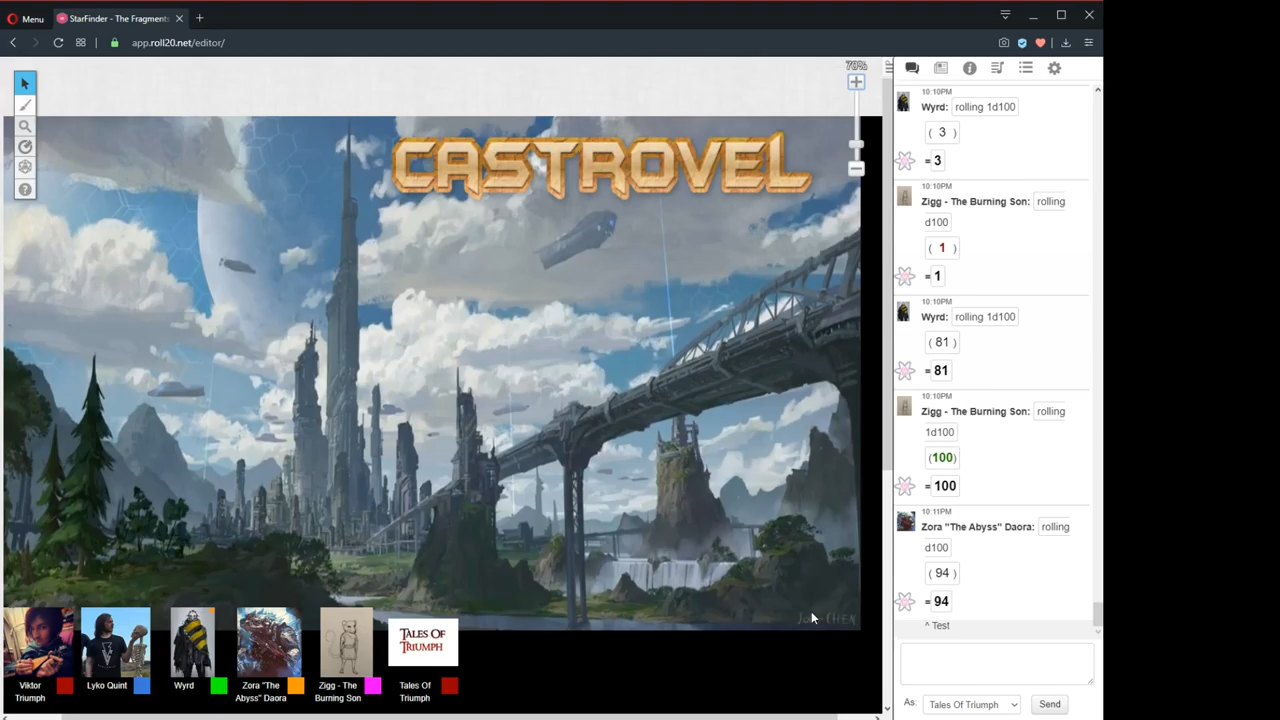 Menu
StarFinder - The Fragments
app.roll20.net/editor/
78%
CASTROVEL
10:10PM
Wyrd: rolling 1d100
( 3 )
= 3
10:10PM
Zigg - The Burning Son: rolling
d100
( 1 )
= 1
10:10PM
Wyrd: rolling 1d100
( 81 )
= 81
10:10PM
Zigg - The Burning Son: rolling
1d100
(100)
= 100
10:11PM
Zora "The Abyss" Daora: rolling
d100
( 94 )
= 94
^ Test
TALES OF
TRIUMPH
Viktor
Triumph
Lyko Quint
Wyrd
Zora "The
Abyss" Daora
Zigg - The
Burning Son
Tales Of
Triumph
As: Tales Of Triumph
Send